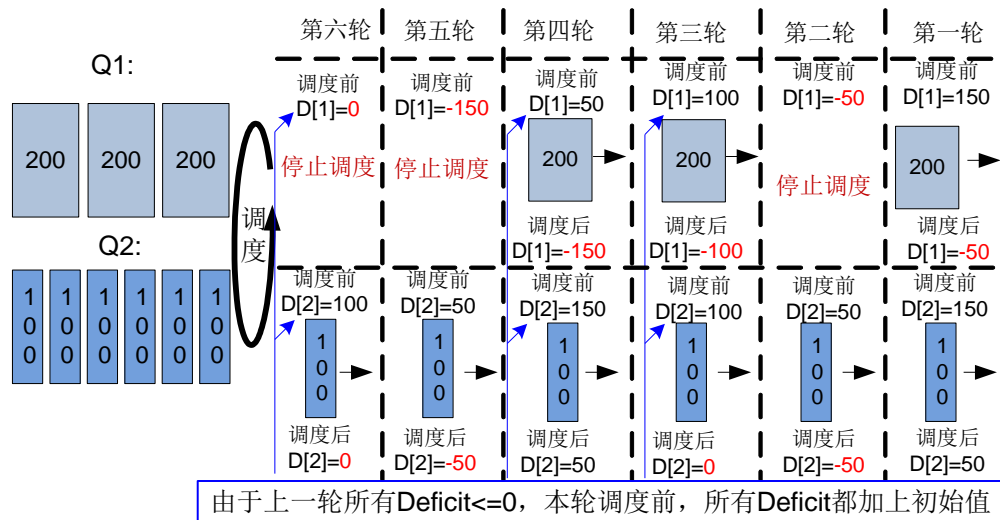 第六轮 第五轮 第四轮 第三轮 第二轮 第一轮
Q1:
200 200 200
调度
Q2:
100 100 100 100 100 100
调度前 调度前 调度前 调度前 调度前 调度前
D[1]=0 D[1]=-150 D[1]=50 D[1]=100 D[1]=-50 D[1]=150
停止调度 停止调度 200 200 停止调度 200
调度后 调度后 调度后
D[1]=-150 D[1]=-100 D[1]=-50
调度前 调度前 调度前 调度前 调度前 调度前
D[2]=100 D[2]=50 D[2]=150 D[2]=100 D[2]=50 D[2]=150
100 100 100 100 100 100
调度后 调度后 调度后 调度后 调度后 调度后
D[2]=0 D[2]=-50 D[2]=50 D[2]=0 D[2]=-50 D[2]=50
由于上一轮所有Deficit<=0，本轮调度前，所有Deficit都加上初始值